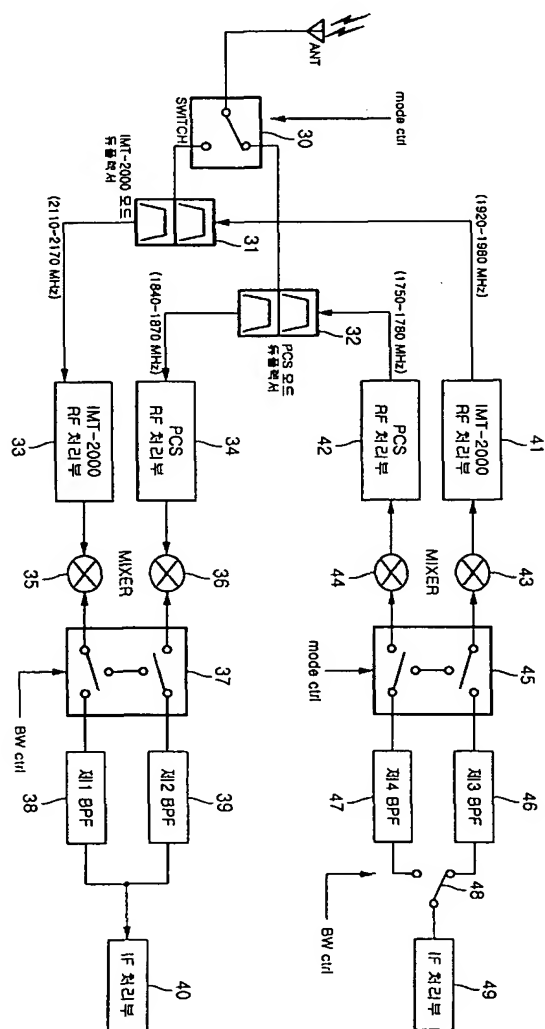 ANT
SWITCH
30
mode ctrl
IMT-2000 모드
듀플렉서
31
(2110-2170 MHz)
(1920-1980 MHz)
PCS 모드
듀플렉서
32
(1840-1870 MHz)
(1750-1780 MHz)
IMT-2000
RF 처리부
33
PCS
RF 처리부
34
PCS
RF 처리부
42
IMT-2000
RF 처리부
41
35
MIXER
36
44
MIXER
43
37
BW ctrl
45
mode ctrl
제1 BPF
38
제2 BPF
39
제4 BPF
47
제3 BPF
46
48
BW ctrl
IF 처리부
40
IF 처리부
49